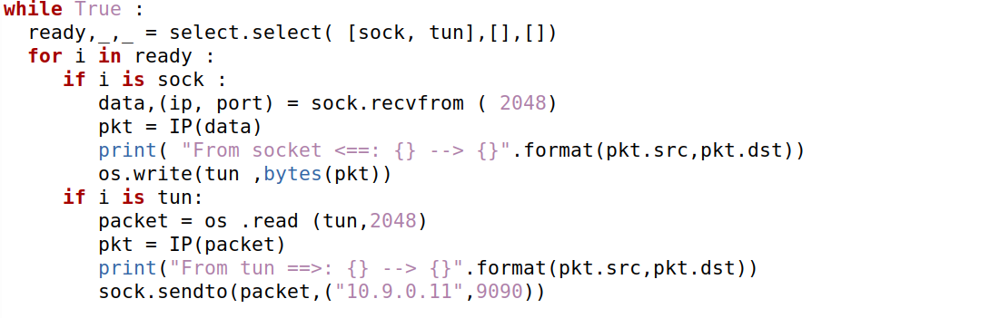 while True :
  ready,_,_ = select.select( [sock, tun],[],[])
  for i in ready :
     if i is sock :
        data,(ip, port) = sock.recvfrom ( 2048)
        pkt = IP(data)
        print( "From socket <==: {} --> {}".format(pkt.src,pkt.dst))
        os.write(tun ,bytes(pkt))
     if i is tun:
        packet = os .read (tun,2048)
        pkt = IP(packet)
        print("From tun ==>: {} --> {}".format(pkt.src,pkt.dst))
        sock.sendto(packet,("10.9.0.11",9090))